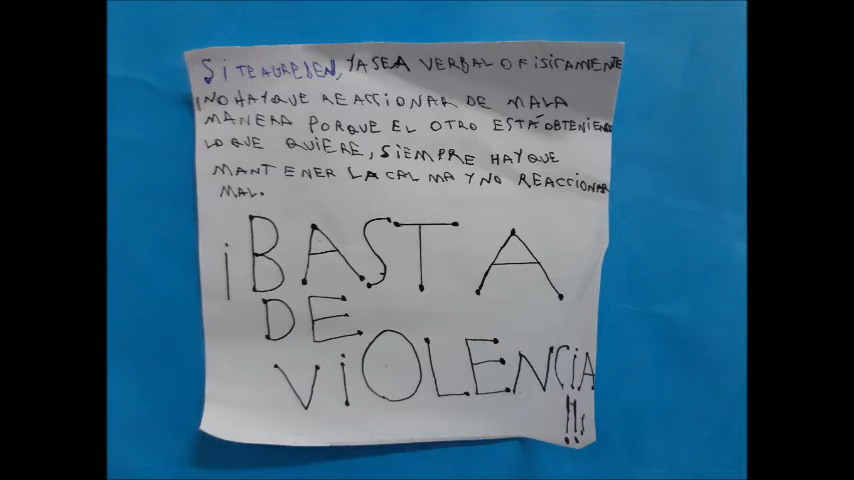 Si TE AGREDEN, YA SEA VERBAL O FiSiCAMENTE
NO HAY QUE REACCIONAR DE MALA
MANERA PORQUE EL OTRO ESTÁ OBTENIENDO
LO QUE QUIERE, SiEMPRE HAY QUE
MANTENER LA CALMA Y NO REACCIONAR
MAL.
¡BASTA
DE
ViOLENCiA
!!